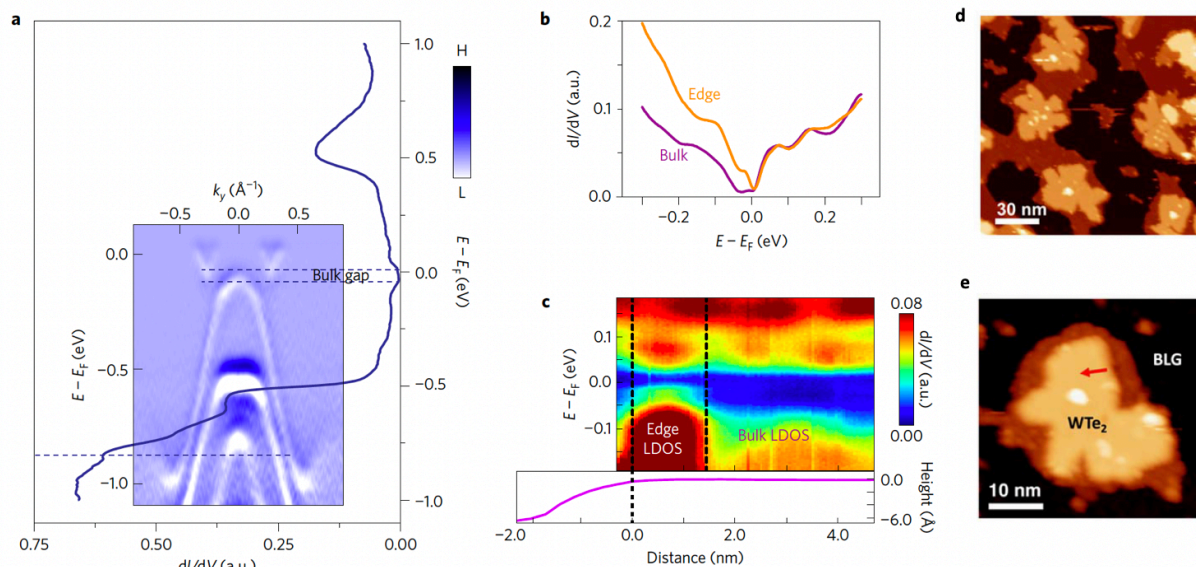 a
H
L
1.0
0.5
0.0
−0.5
−1.0
E − E_F (eV)
k_y (Å⁻¹)
−0.5 0.0 0.5
0.0
−0.5
−1.0
E − E_F (eV)
Bulk gap
0.75 0.50 0.25 0.00
dI/dV (a.u.)
b
0.2
0.1
0.0
dI/dV (a.u.)
Edge
Bulk
−0.2 0.0 0.2
E − E_F (eV)
c
0.1
0.0
−0.1
E − E_F (eV)
Edge
LDOS
Bulk LDOS
0.08
0.00
dI/dV (a.u.)
0.0
−6.0
Height (Å)
−2.0 0.0 2.0 4.0
Distance (nm)
d
30 nm
e
BLG
WTe₂
10 nm